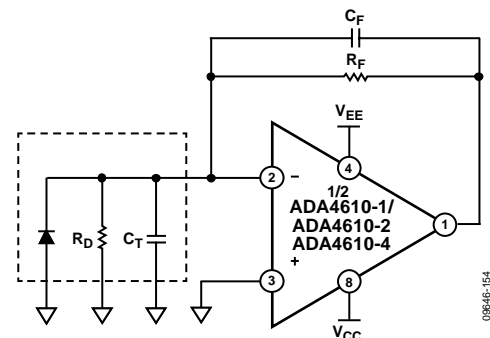 CF
RF
VEE
4
2
–
1/2
ADA4610-1/
ADA4610-2
ADA4610-4
1
RD
CT
+
3
8
VCC
09646-154